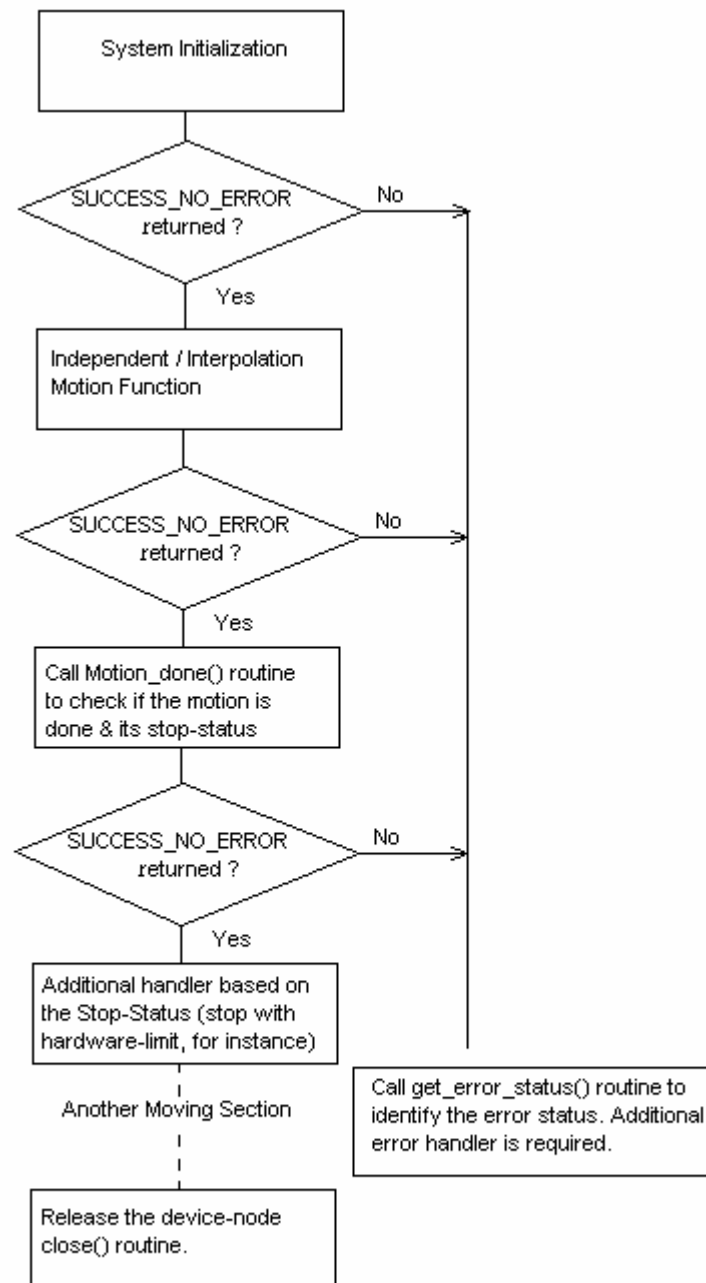 System Initialization
SUCCESS_NO_ERROR
returned ?
No
Yes
Independent / Interpolation
Motion Function
SUCCESS_NO_ERROR
returned ?
No
Yes
Call Motion_done() routine
to check if the motion is
done & its stop-status
SUCCESS_NO_ERROR
returned ?
No
Yes
Additional handler based on
the Stop-Status (stop with
hardware-limit, for instance)
Call get_error_status() routine to
identify the error status. Additional
error handler is required.
Another Moving Section
Release the device-node
close() routine.